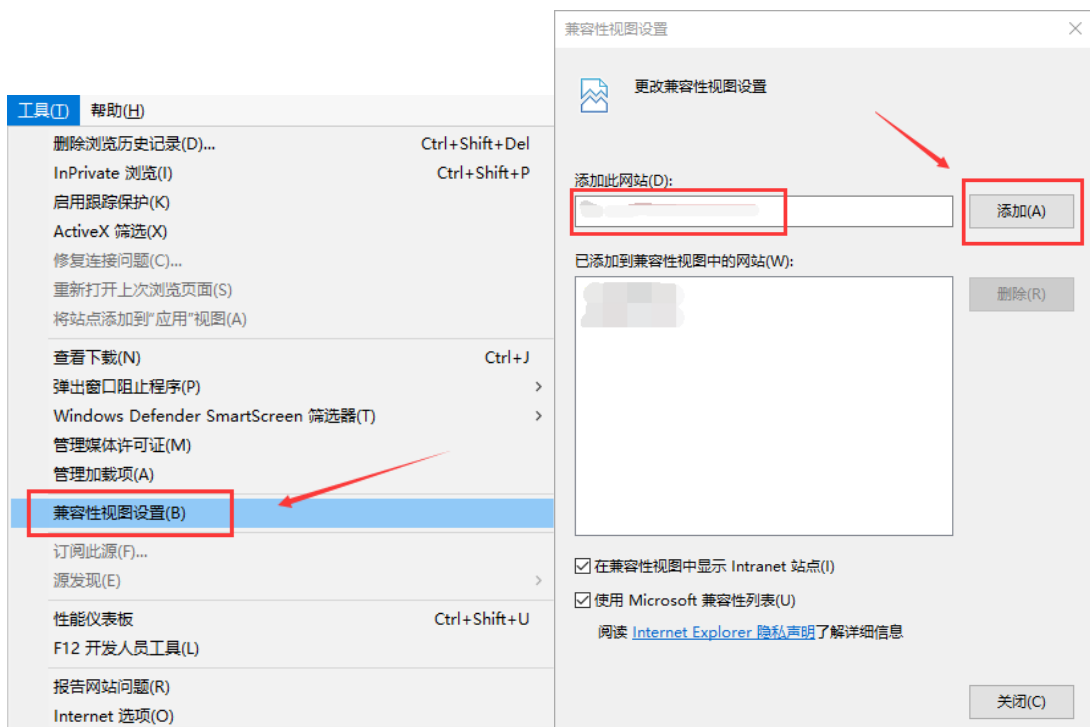 工具(T) 帮助(H)
删除浏览历史记录(D)... Ctrl+Shift+Del
InPrivate 浏览(I) Ctrl+Shift+P
启用跟踪保护(K)
ActiveX 筛选(X)
修复连接问题(C)...
重新打开上次浏览页面(S)
将站点添加到“应用”视图(A)
查看下载(N) Ctrl+J
弹出窗口阻止程序(P)
Windows Defender SmartScreen 筛选器(T)
管理媒体许可证(M)
管理加载项(A)
兼容性视图设置(B)
订阅此源(F)...
源发现(E)
性能仪表板 Ctrl+Shift+U
F12 开发人员工具(L)
报告网站问题(R)
Internet 选项(O)
兼容性视图设置
更改兼容性视图设置
添加此网站(D):
添加(A)
已添加到兼容性视图中的网站(W):
删除(R)
在兼容性视图中显示 Intranet 站点(I)
使用 Microsoft 兼容性列表(U)
阅读 Internet Explorer 隐私声明了解详细信息
关闭(C)